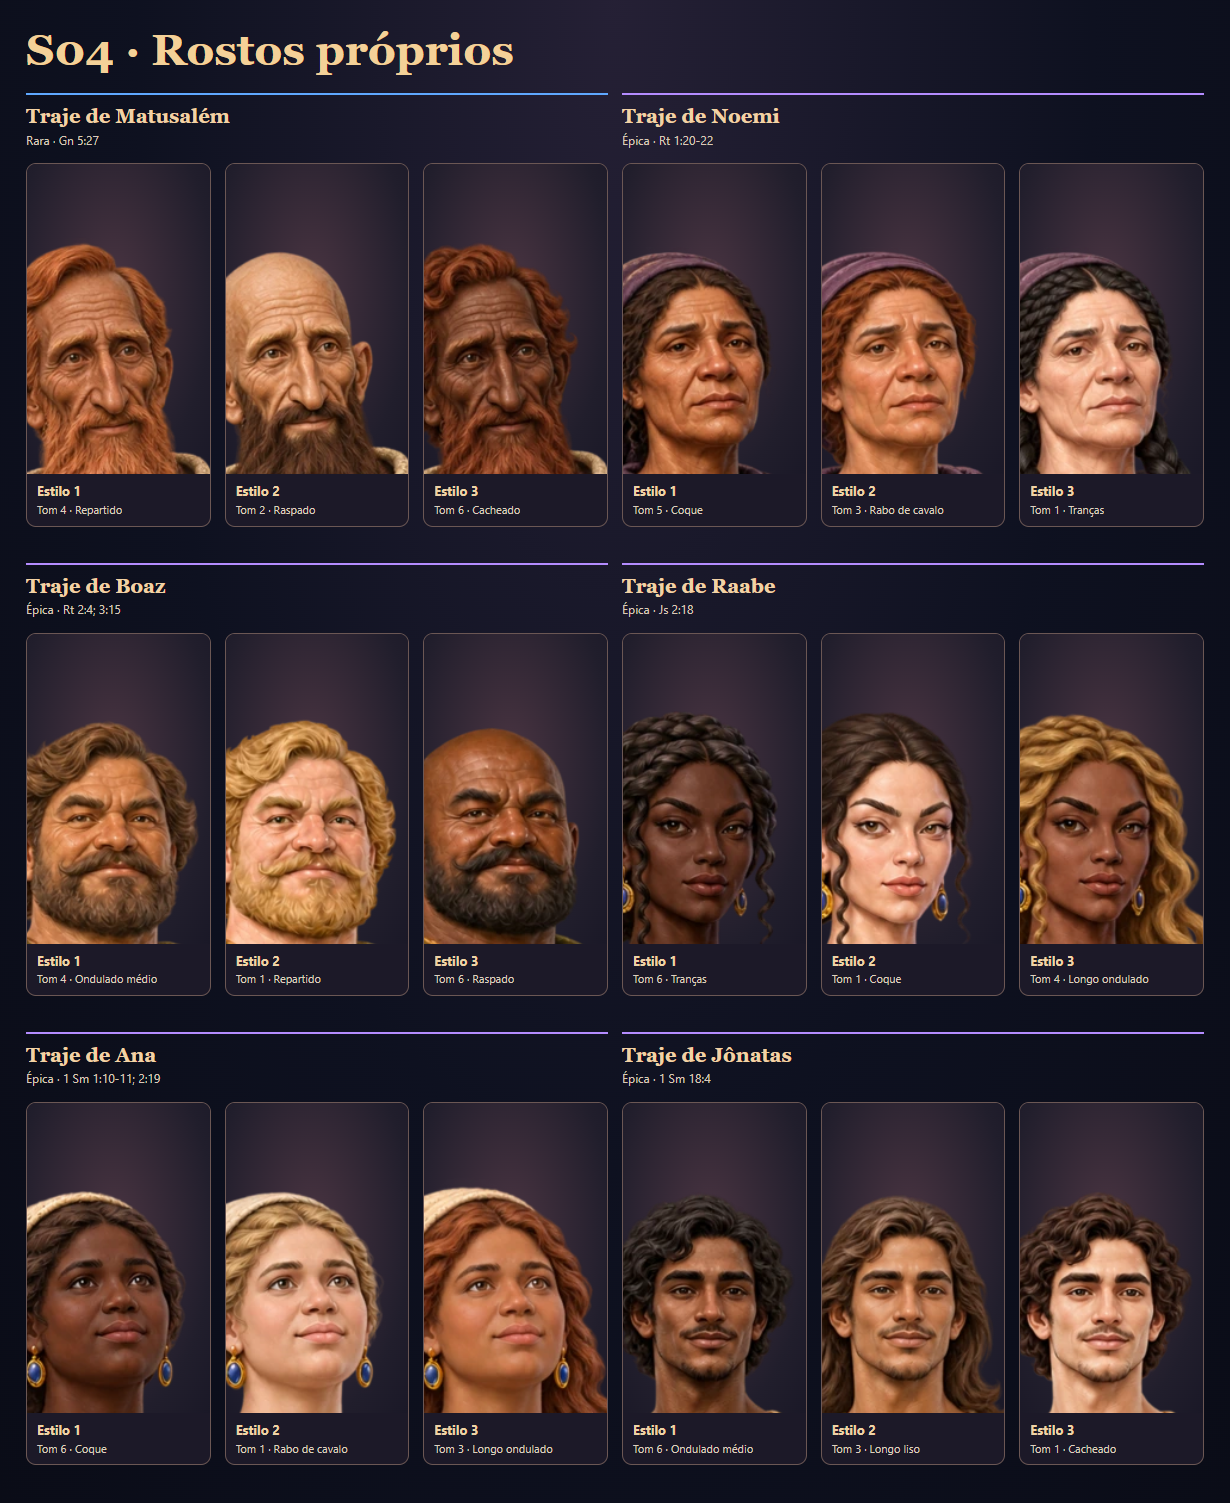 S04 · Rostos próprios
Traje de Matusalém
Rara · Gn 5:27
Estilo 1
Tom 4 · Repartido
Estilo 2
Tom 2 · Raspado
Estilo 3
Tom 6 · Cacheado
Traje de Noemi
Épica · Rt 1:20-22
Estilo 1
Tom 5 · Coque
Estilo 2
Tom 3 · Rabo de cavalo
Estilo 3
Tom 1 · Tranças
Traje de Boaz
Épica · Rt 2:4; 3:15
Estilo 1
Tom 4 · Ondulado médio
Estilo 2
Tom 1 · Repartido
Estilo 3
Tom 6 · Raspado
Traje de Raabe
Épica · Js 2:18
Estilo 1
Tom 6 · Tranças
Estilo 2
Tom 1 · Coque
Estilo 3
Tom 4 · Longo ondulado
Traje de Ana
Épica · 1 Sm 1:10-11; 2:19
Estilo 1
Tom 6 · Coque
Estilo 2
Tom 1 · Rabo de cavalo
Estilo 3
Tom 3 · Longo ondulado
Traje de Jônatas
Épica · 1 Sm 18:4
Estilo 1
Tom 6 · Ondulado médio
Estilo 2
Tom 3 · Longo liso
Estilo 3
Tom 1 · Cacheado